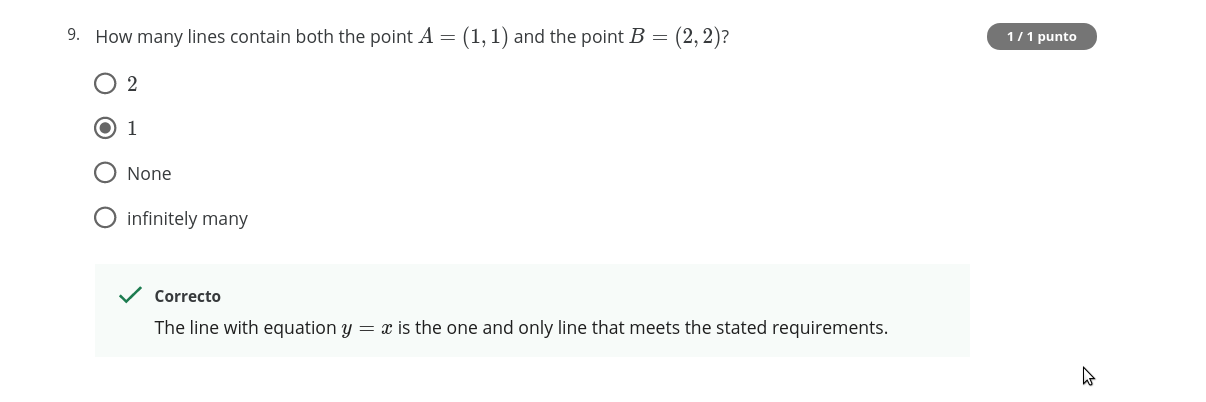 9. How many lines contain both the point A = (1, 1) and the point B = (2, 2)?
1 / 1 punto
2
1
None
infinitely many
Correcto
The line with equation y = x is the one and only line that meets the stated requirements.